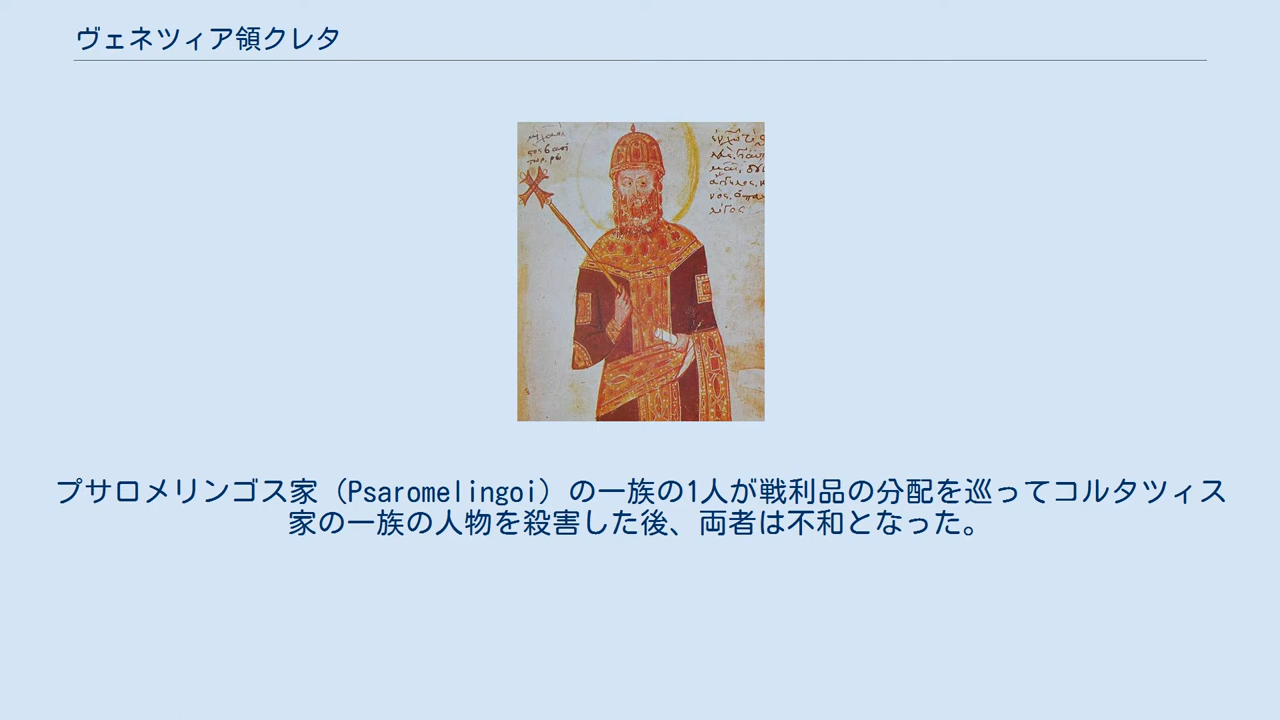 ヴェネツィア領クレタ
プサロメリンゴス家（Psaromelingoi）の一族の1人が戦利品の分配を巡ってコルタツィス
家の一族の人物を殺害した後、両者は不和となった。